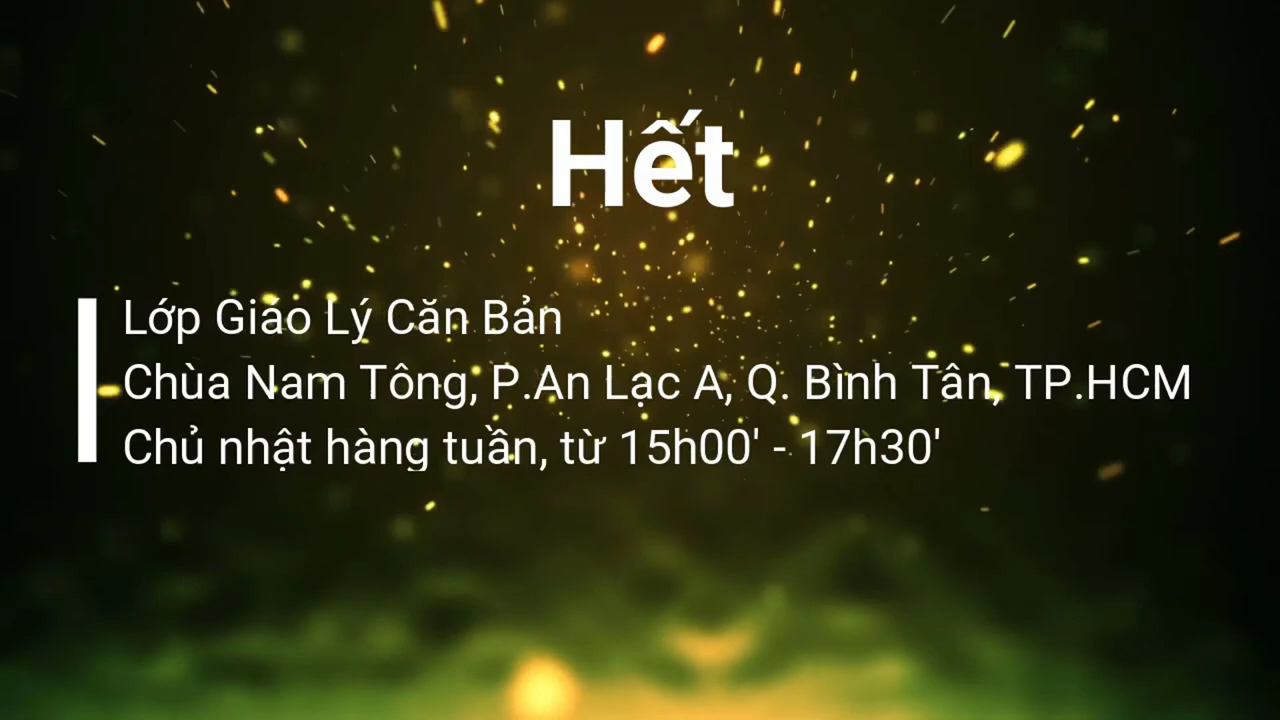 Hết
Lớp Giáo Lý Căn Bản
Chùa Nam Tông, P.An Lạc A, Q. Bình Tân, TP.HCM
Chủ nhật hàng tuần, từ 15h00' - 17h30'